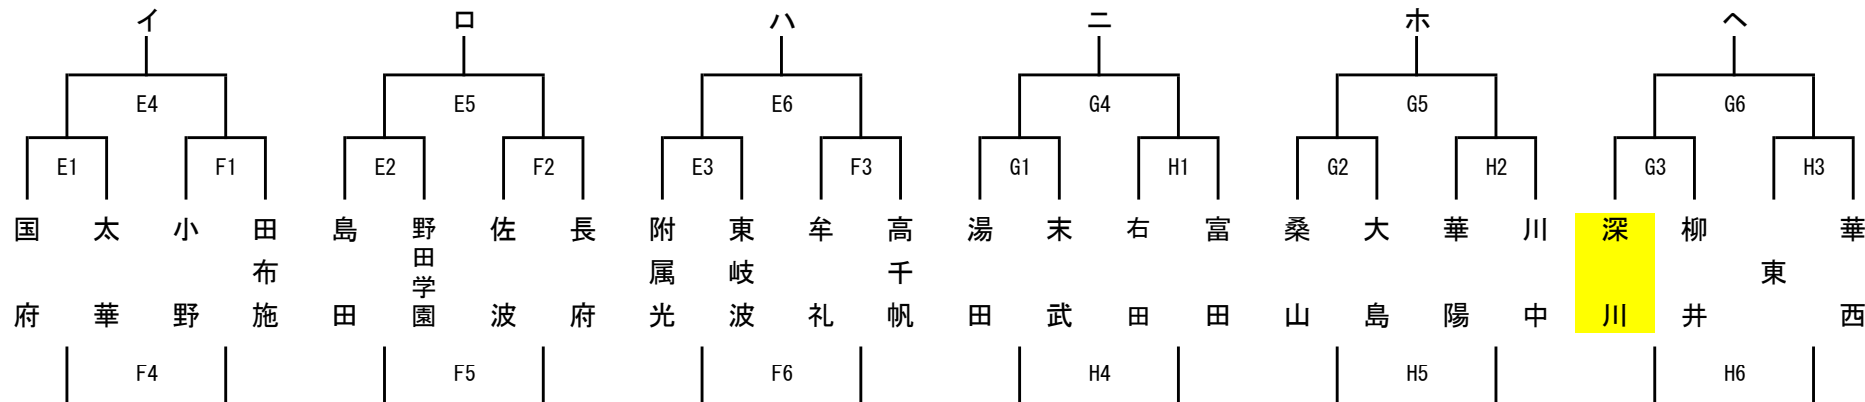 イ ロ ハ ニ ホ ヘ
E4 E5 E6 G4 G5 G6
E1 F1 E2 F2 E3 F3 G1 H1 G2 H2 G3 H3
国府 太華 小野 田布施 島田 野田学園 佐波 長府 附属光 東岐波 牟礼 高千帆 湯田 末武 右田 富田 桑山 大島 華陽 川中 深川 柳井 東 華西
F4 F5 F6 H4 H5 H6